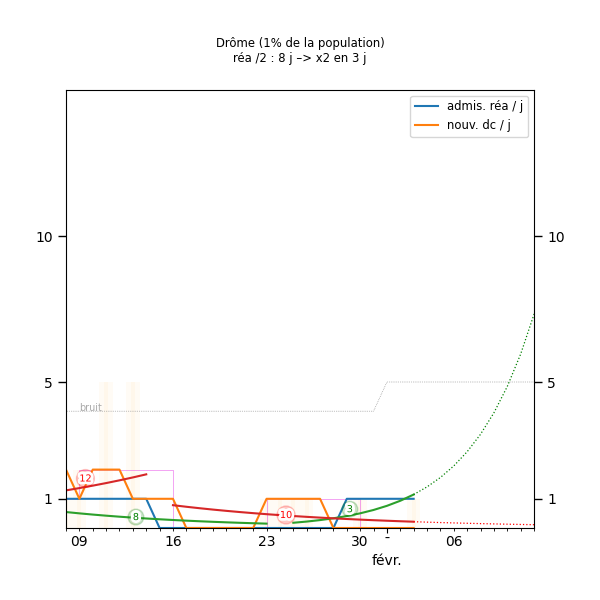 Drôme (1% de la population)
réa /2 : 8 j –> x2 en 3 j
admis. réa / j
nouv. dc / j
10
10
5
5
bruit
12
1
1
8
10
3
09
16
23
30
-
06
févr.